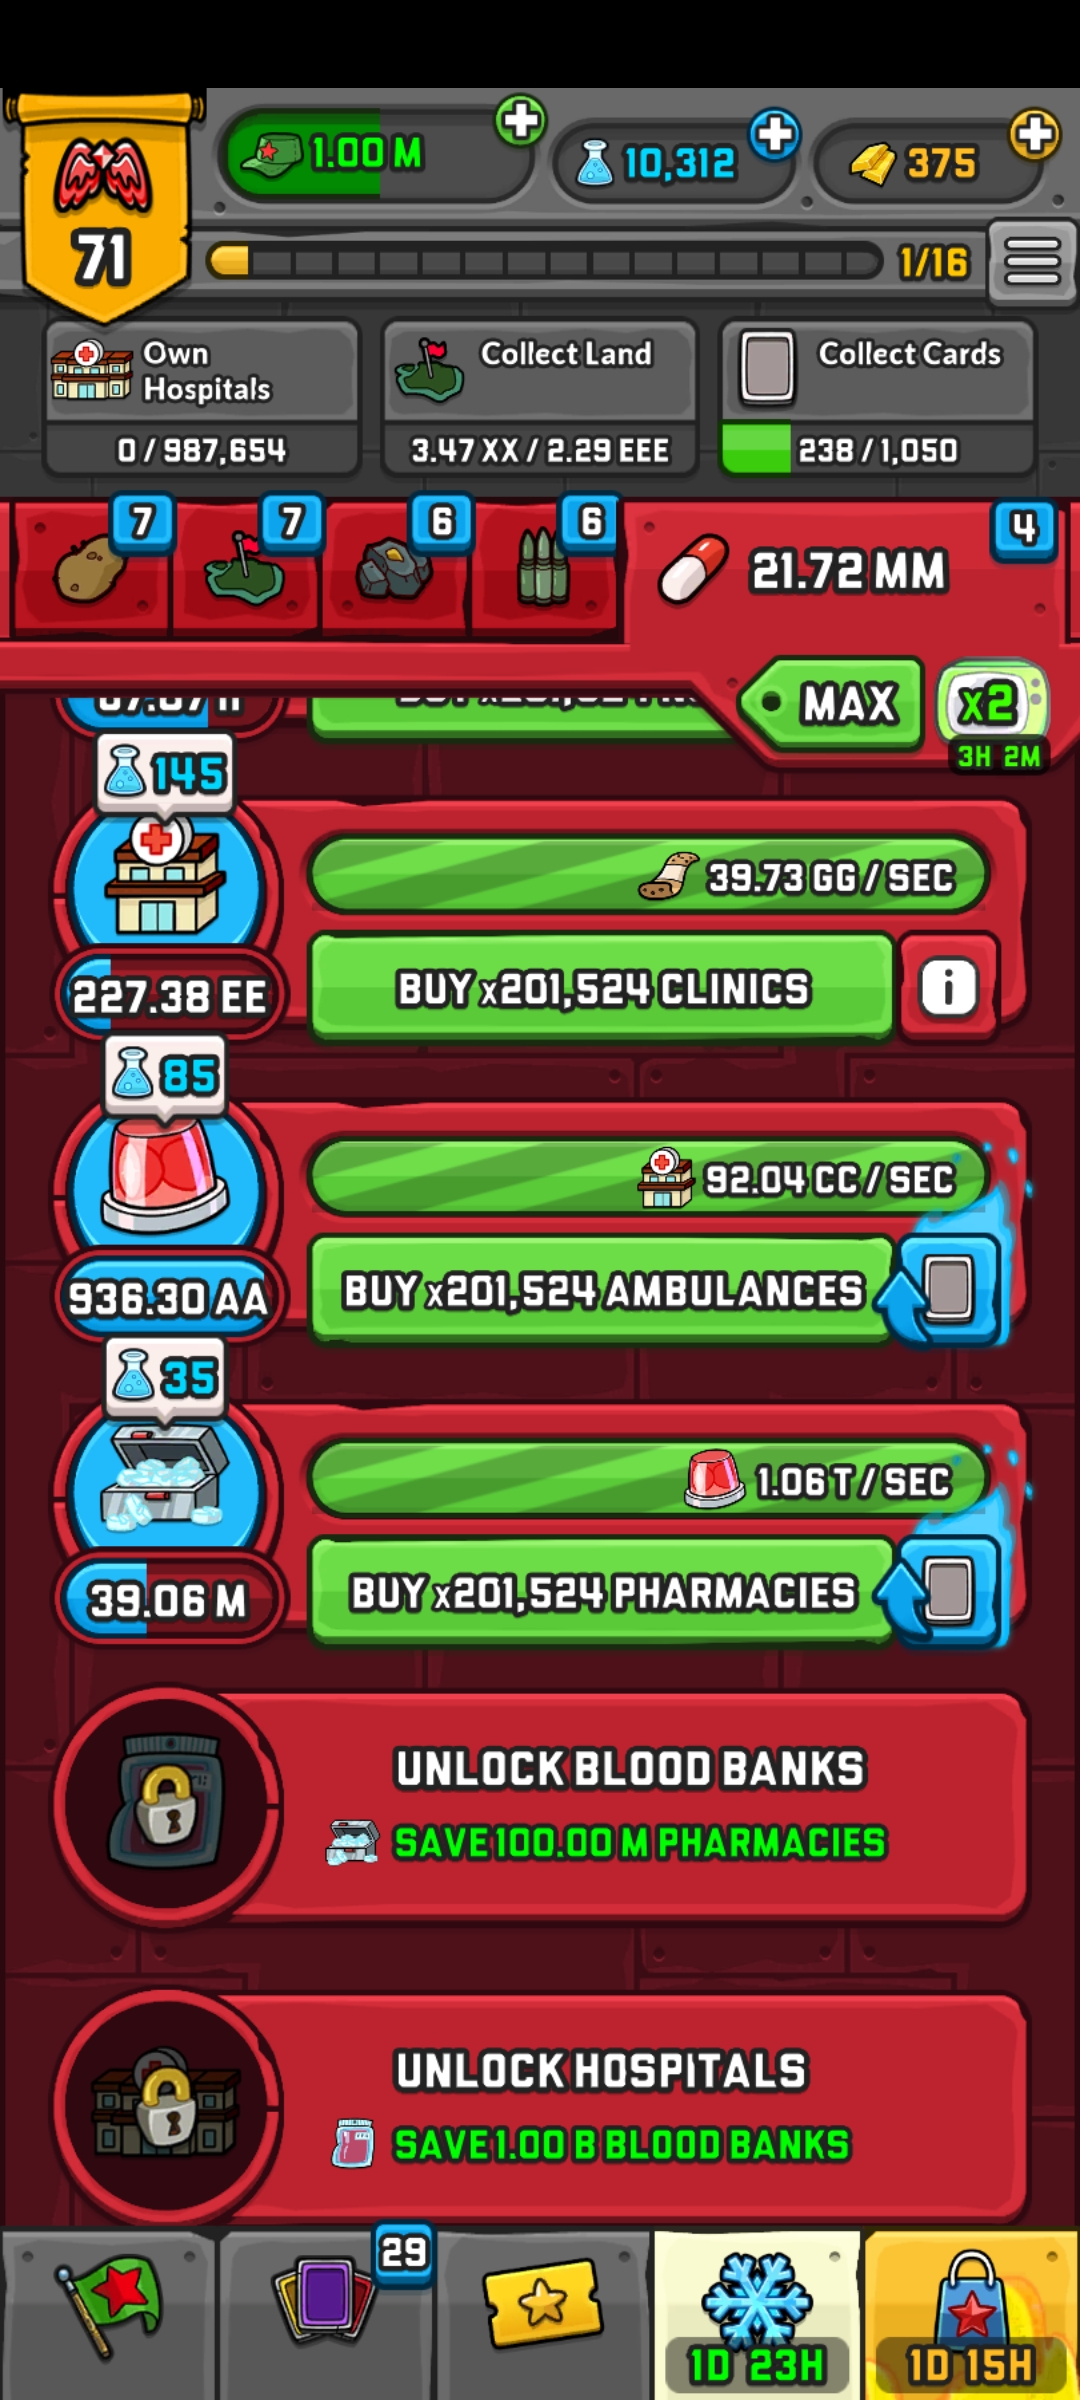 1.00 M
10,312
375
71
1/16
Own
Hospitals
0 / 987,654
Collect Land
3.47 XX / 2.29 EEE
Collect Cards
238 / 1,050
7
7
6
6
4
21.72 MM
MAX
x2
3H 2M
145
39.73 GG / SEC
227.38 EE
BUY x201,524 CLINICS
i
85
92.04 CC / SEC
936.30 AA
BUY x201,524 AMBULANCES
35
1.06 T / SEC
39.06 M
BUY x201,524 PHARMACIES
UNLOCK BLOOD BANKS
SAVE 100.00 M PHARMACIES
UNLOCK HOSPITALS
SAVE 1.00 B BLOOD BANKS
29
1D 23H
1D 15H